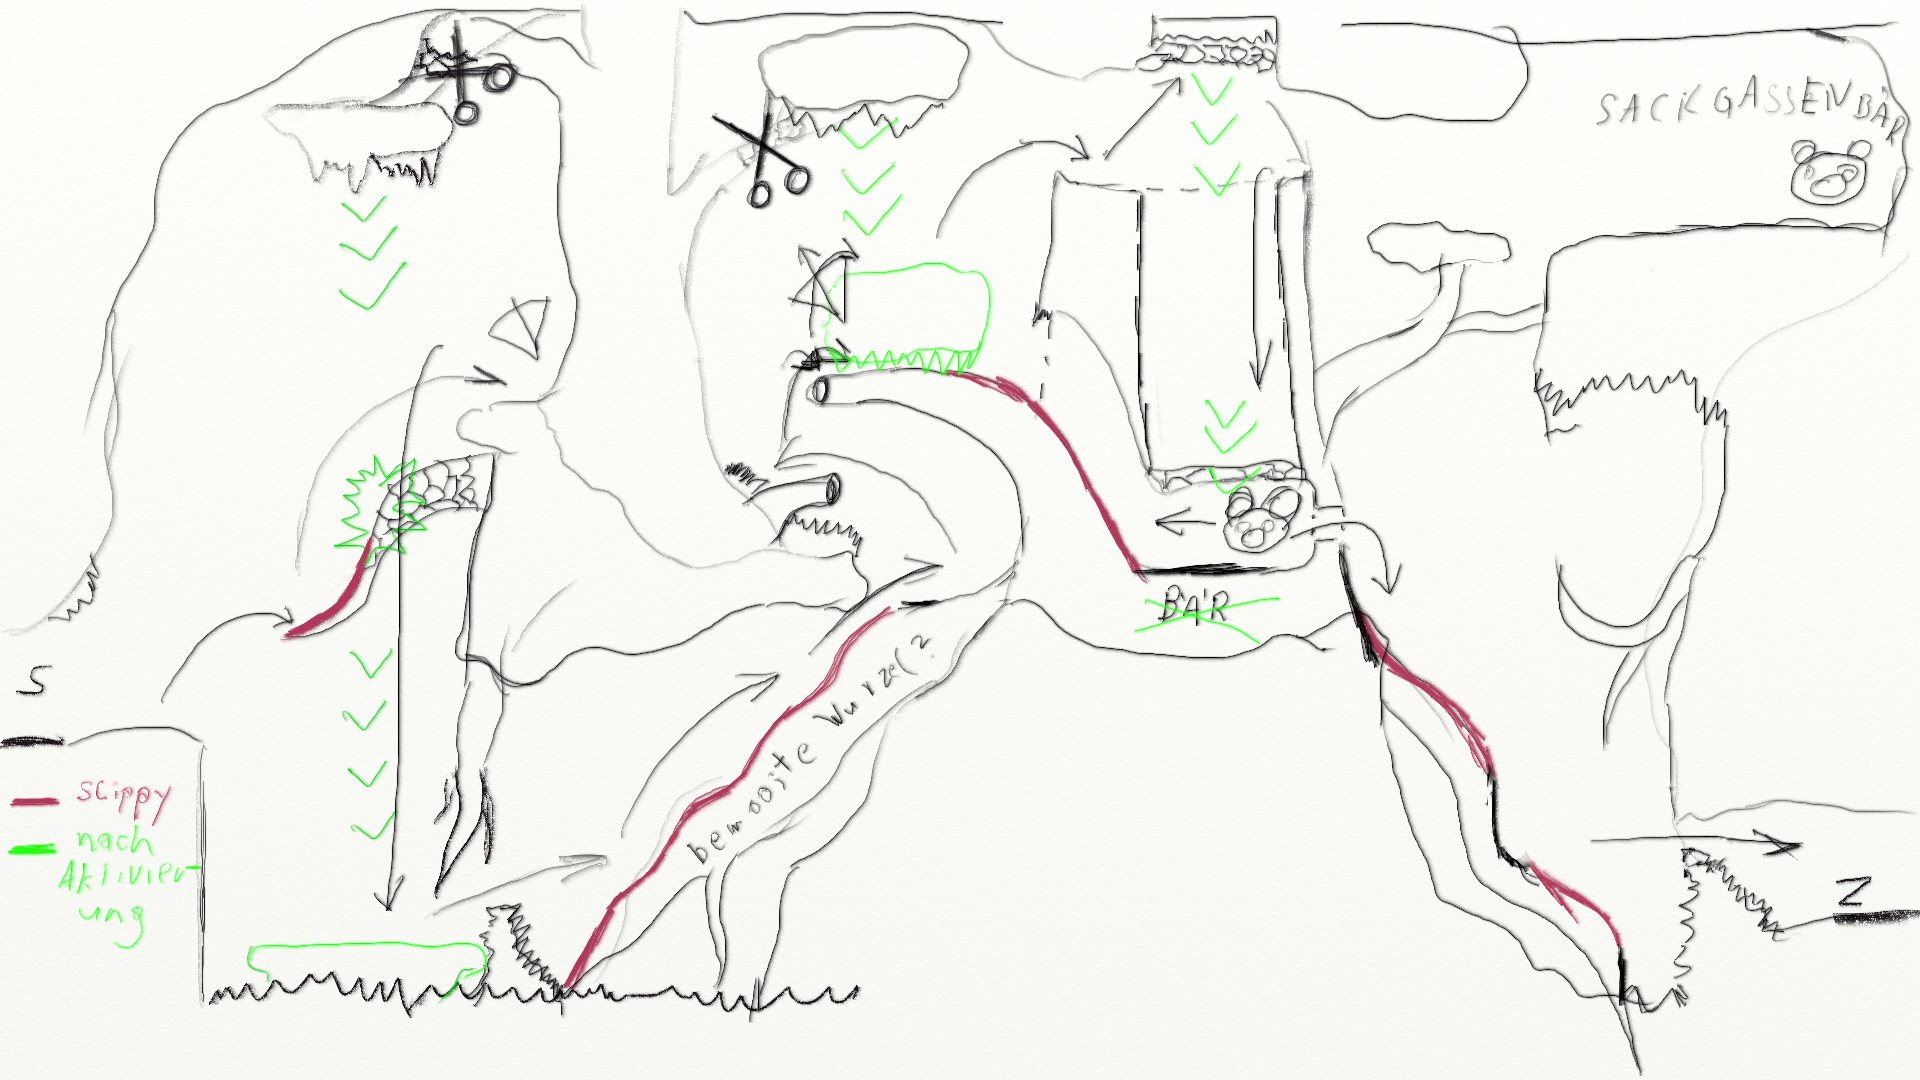 SACKGASSENBÄR
BÄR
S
bemooste Wurzel?
slippy
nach
Aktivier-
ung
Z